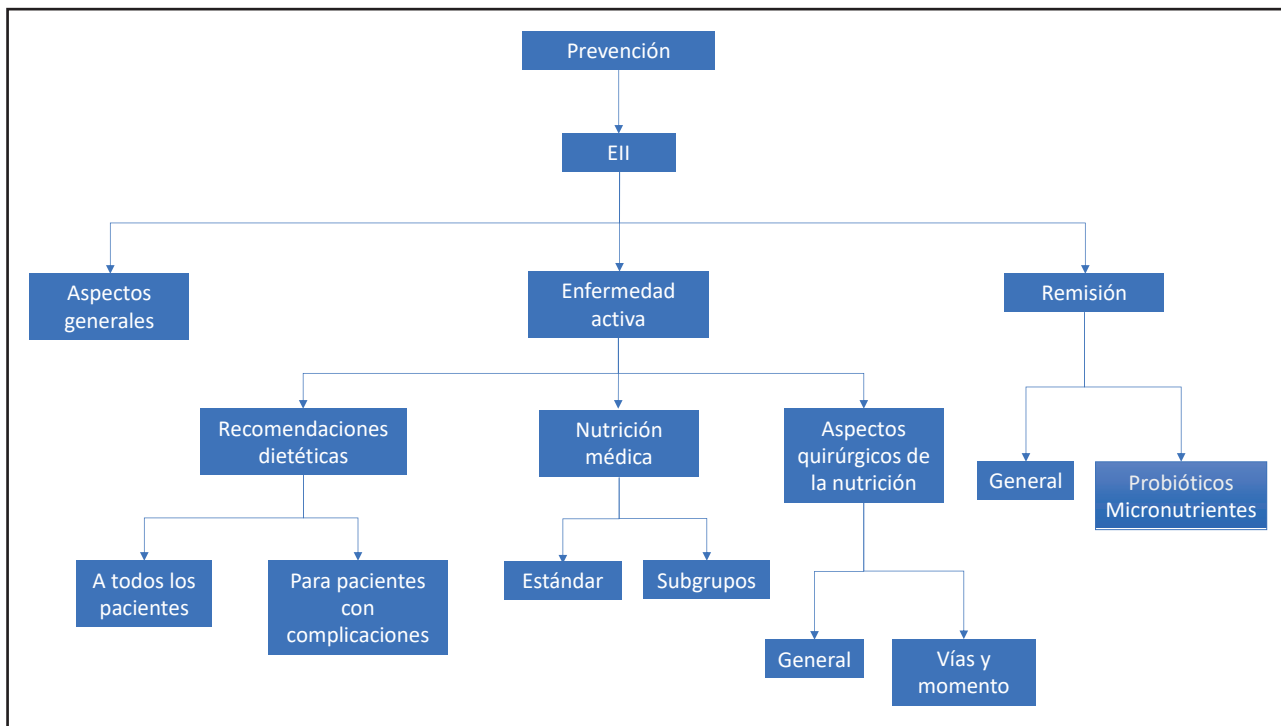 Prevención
EII
Aspectos
generales
Enfermedad
activa
Remisión
Recomendaciones
dietéticas
Nutrición
médica
Aspectos
quirúrgicos de
la nutrición
General
Probióticos
Micronutrientes
A todos los
pacientes
Para pacientes
con
complicaciones
Estándar
Subgrupos
General
Vías y
momento